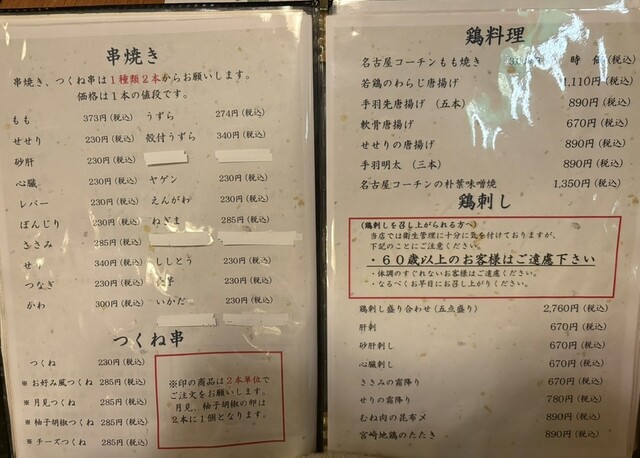 串焼き
串焼き、つくね串は１種類２本からお願いします。
価格は１本の値段です。
もも 373円(税込) うずら 274円(税込)
せせり 230円(税込) 殻付うずら 340円(税込)
砂肝 230円(税込)
心臓 230円(税込) ヤゲン 230円(税込)
レバー 230円(税込) えんがわ 230円(税込)
ぼんじり 230円(税込) ねぎま 285円(税込)
ささみ 285円(税込)
せり 340円(税込) ししとう 230円(税込)
つなぎ 230円(税込) 230円(税込)
かわ 300円(税込) いかだ 230円(税込)
つくね串
つくね 230円(税込)
※お好み風つくね 285円(税込)
※月見つくね 285円(税込)
※柚子胡椒つくね 285円(税込)
※チーズつくね 285円(税込)
※印の商品は２本単位で
ご注文をお願いします。
月見、柚子胡椒の卵は
２本に１個となります。
鶏料理
名古屋コーチンもも焼き 時価(税込)
若鶏のわらじ唐揚げ 1,110円(税込)
手羽先唐揚げ (五本) 890円(税込)
軟骨唐揚げ 670円(税込)
せせりの唐揚げ 890円(税込)
手羽明太 (三本) 890円(税込)
名古屋コーチンの朴葉味噌焼 1,350円(税込)
鶏刺し
(鶏刺しを召し上がられる方へ)
当店では衛生管理に十分に気を付けておりますが、
下記のことにご注意ください。
・６０歳以上のお客様はご遠慮下さい
・体調のすぐれないお客様はご遠慮ください。
・なるべくお早目にお召し上がりください。
鶏刺し盛り合わせ(五点盛り) 2,760円(税込)
肝刺 670円(税込)
砂肝刺し 670円(税込)
心臓刺し 670円(税込)
ささみの霜降り 670円(税込)
せりの霜降り 780円(税込)
むね肉の昆布〆 890円(税込)
宮崎地鶏のたたき 890円(税込)